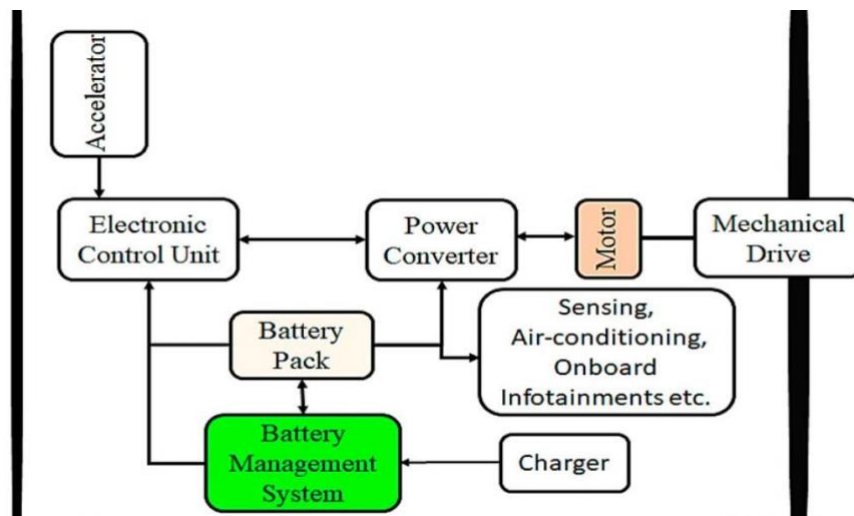 Accelerator
Electronic
Control Unit
Power
Converter
Motor
Mechanical
Drive
Sensing,
Air-conditioning,
Onboard
Infotainments etc.
Battery
Pack
Battery
Management
System
Charger